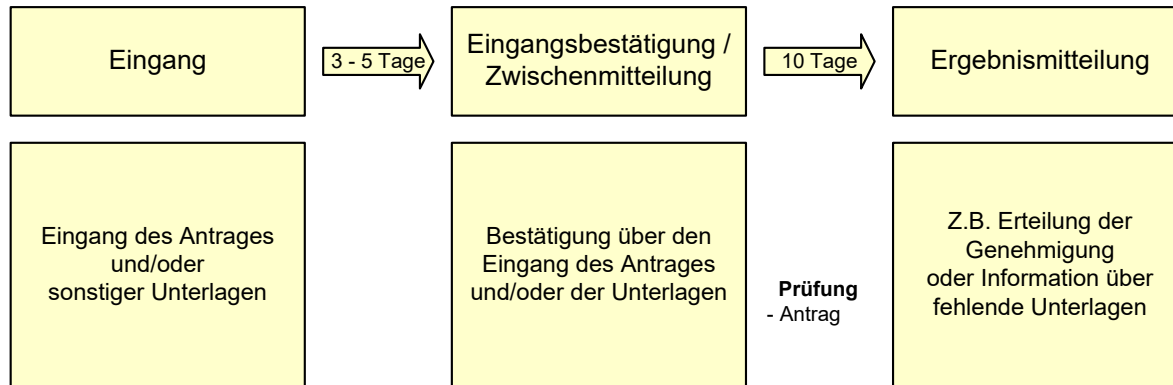 Eingang
3 - 5 Tage
Eingangsbestätigung /
Zwischenmitteilung
10 Tage
Ergebnismitteilung
Eingang des Antrages
und/oder
sonstiger Unterlagen
Bestätigung über den
Eingang des Antrages
und/oder der Unterlagen
Prüfung
- Antrag
Z.B. Erteilung der
Genehmigung
oder Information über
fehlende Unterlagen